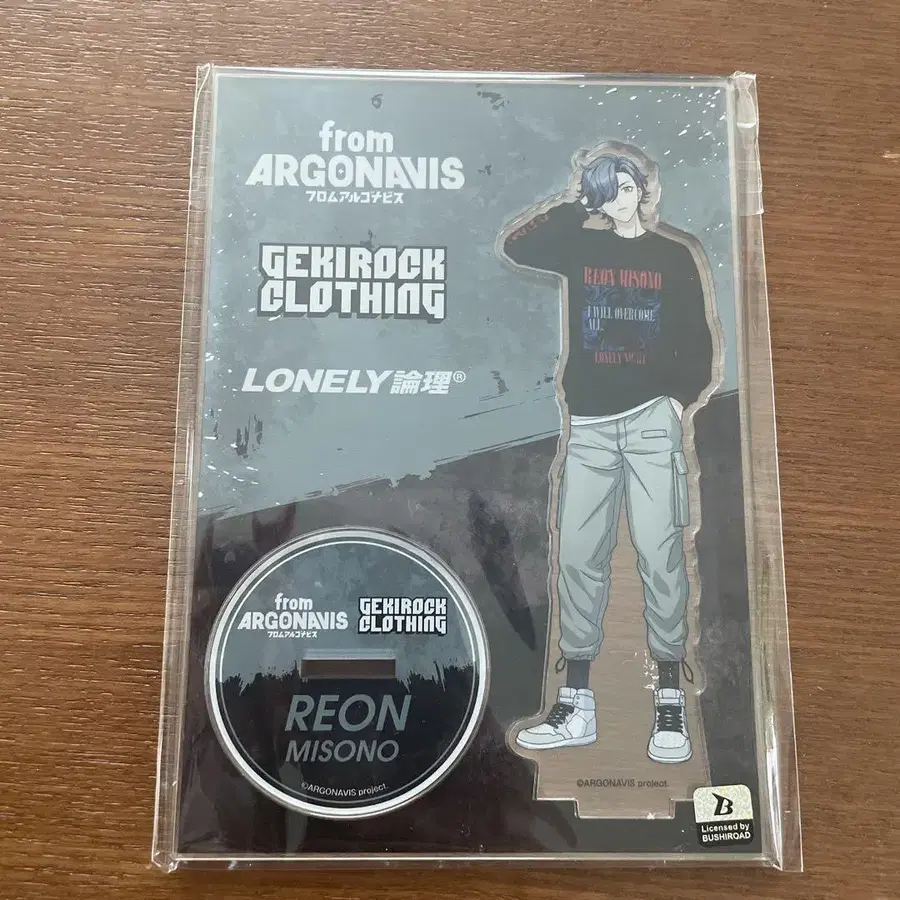 from
ARGONAVIS
フロムアルゴナビス
GEKIROCK
CLOTHING
LONELY論理®
REON MISONO
I WILL OVERCOME
ALL.
LONELY NIGHT
from
ARGONAVIS
フロムアルゴナビス
GEKIROCK
CLOTHING
REON
MISONO
©ARGONAVIS project.
©ARGONAVIS project.
B
Licensed by
BUSHIROAD